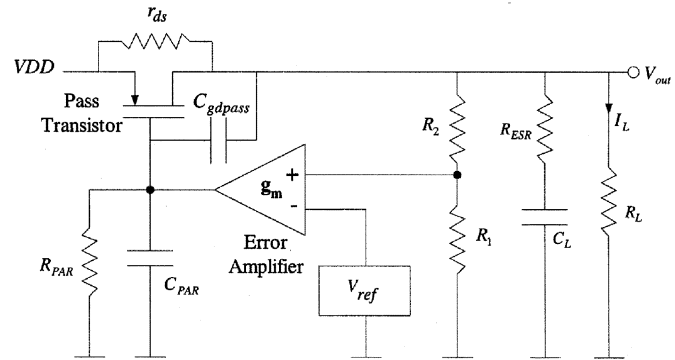 r_ds
VDD
V_out
Pass
Transistor
C_gdpass
R_2
R_ESR
I_L
g_m
+
-
R_PAR
C_PAR
Error
Amplifier
V_ref
R_1
C_L
R_L